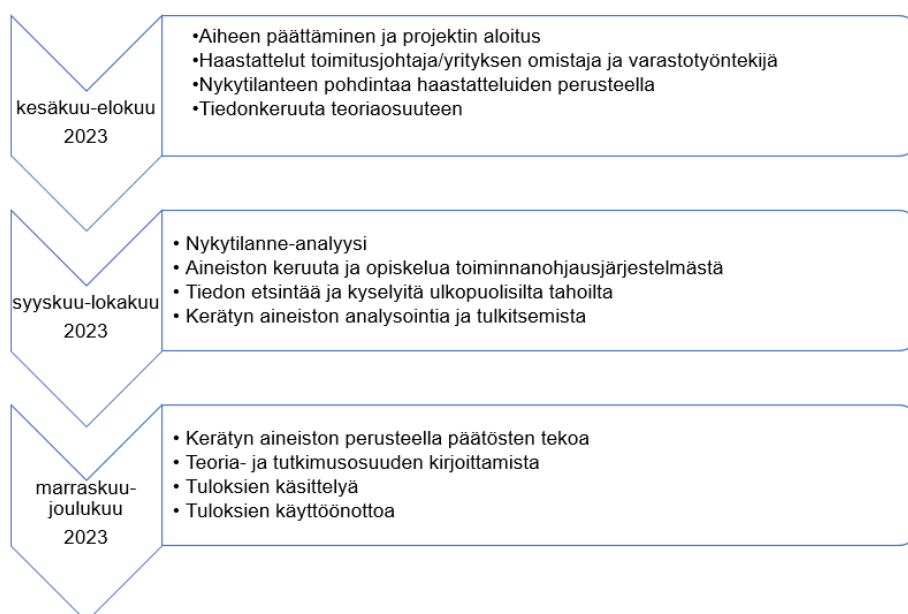 kesäkuu-elokuu
2023
•Aiheen päättäminen ja projektin aloitus
•Haastattelut toimitusjohtaja/yrityksen omistaja ja varastotyöntekijä
•Nykytilanteen pohdintaa haastatteluiden perusteella
•Tiedonkeruuta teoriaosuuteen
syyskuu-lokakuu
2023
• Nykytilanne-analyysi
• Aineiston keruuta ja opiskelua toiminnanohjausjärjestelmästä
• Tiedon etsintää ja kyselyitä ulkopuolisilta tahoilta
• Kerätyn aineiston analysointia ja tulkitsemista
marraskuu-
joulukuu
2023
• Kerätyn aineiston perusteella päätösten tekoa
• Teoria- ja tutkimusosuuden kirjoittamista
• Tuloksien käsittelyä
• Tuloksien käyttöönottoa